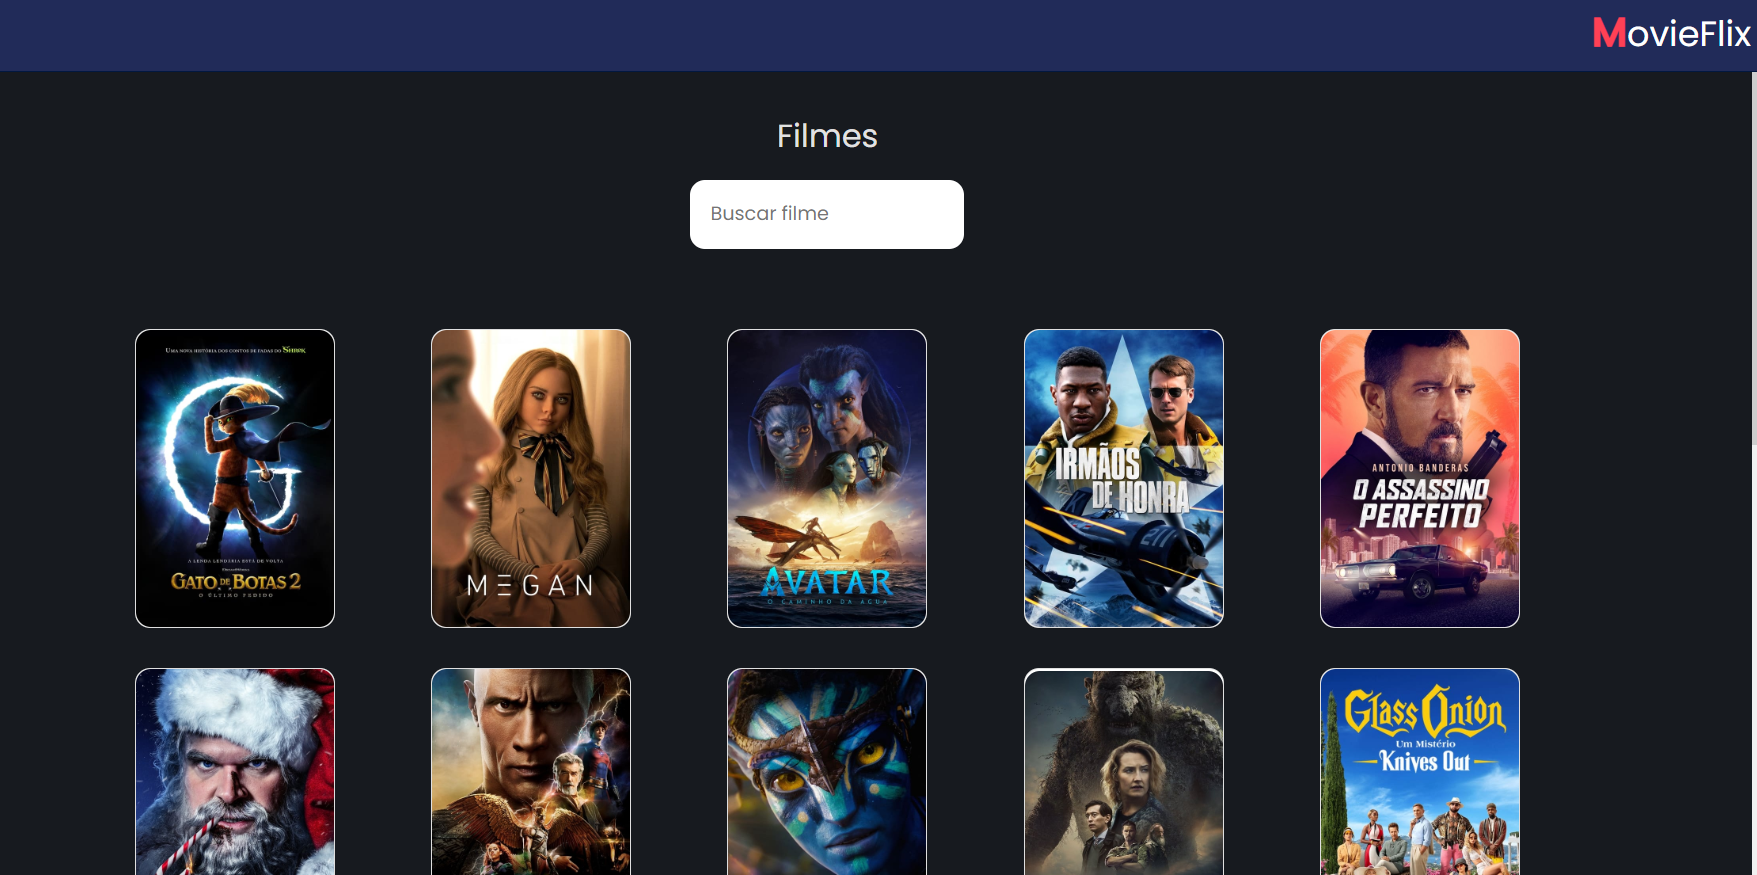 MovieFlix
Filmes
Buscar filme
UMA NOVA HISTÓRIA DOS CONTOS DE FADAS DO SHREK
A LENDA LENDÁRIA ESTÁ DE VOLTA
GATO DE BOTAS 2
O ÚLTIMO PEDIDO
M∃GAN
AVATAR
O CAMINHO DA ÁGUA
IRMÃOS
DE HONRA
ANTONIO BANDERAS
O ASSASSINO
PERFEITO
Glass Onion
Um Mistério
Knives Out